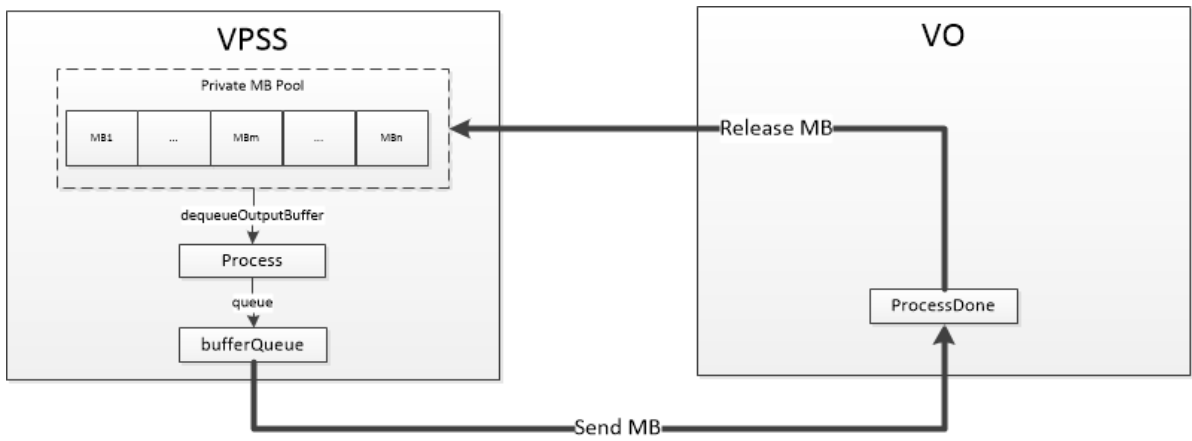 VPSS
Private MB Pool
MB1
...
MBm
...
MBn
dequeueOutputBuffer
Process
queue
bufferQueue
VO
Release MB
ProcessDone
Send MB